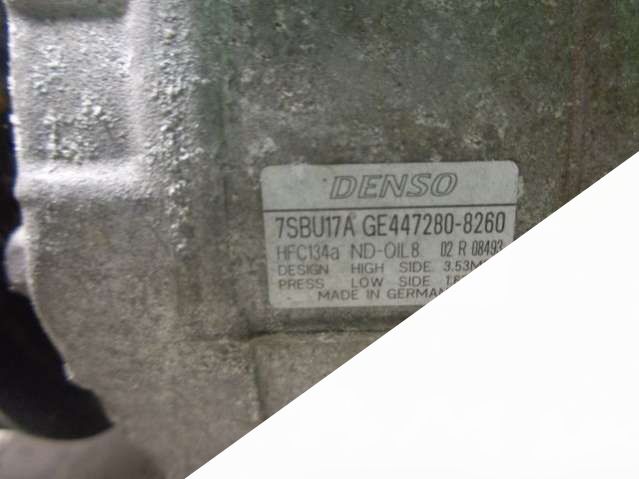 DENSO
7SBU17A GE447280-8260
HFC134a ND-OIL8 02 R 08493
DESIGN HIGH SIDE 3.53M
PRESS LOW SIDE 1.
MADE IN GERMAN